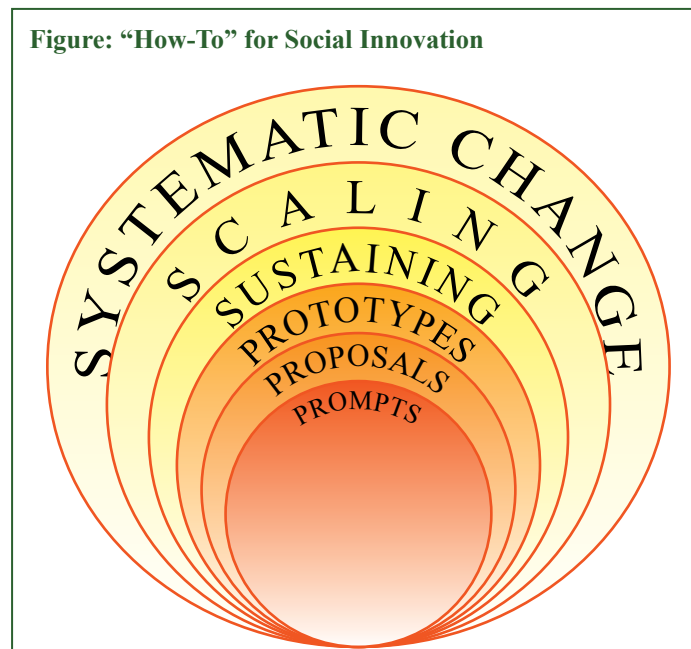 Figure: “How-To” for Social Innovation
SYSTEMATIC CHANGE
SCALING
SUSTAINING
PROTOTYPES
PROPOSALS
PROMPTS